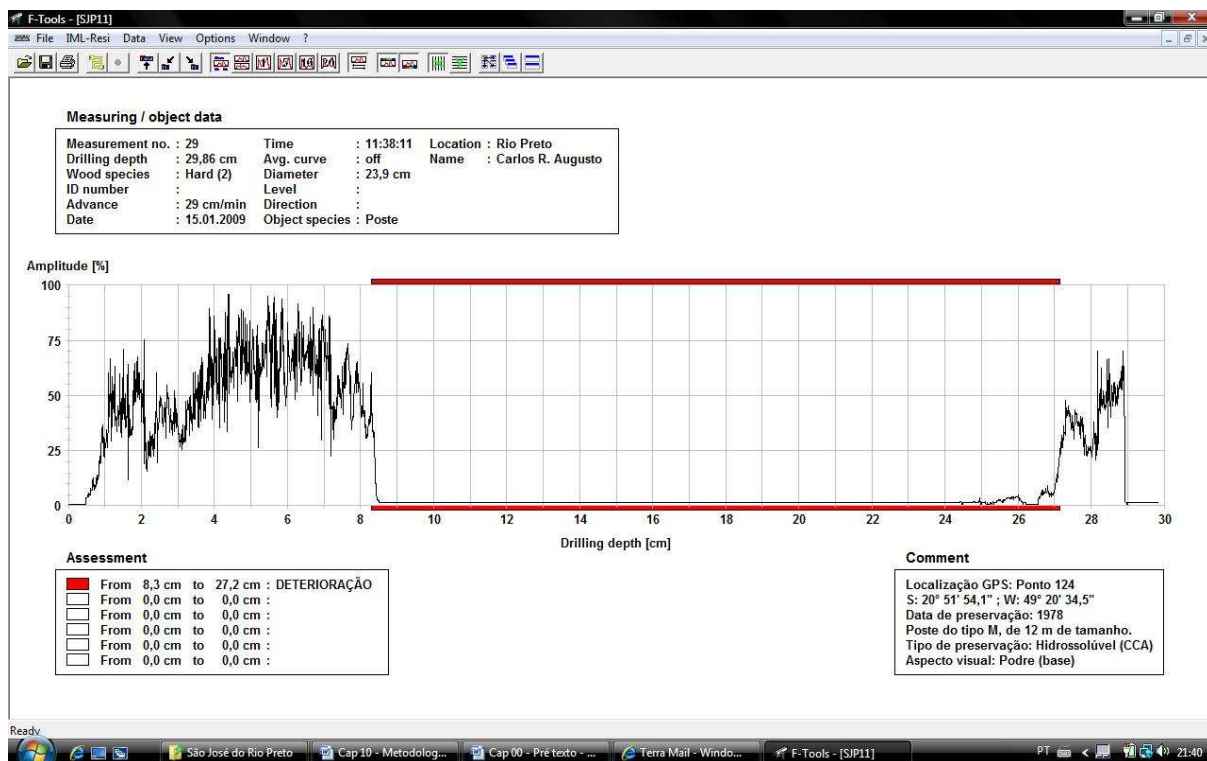 F-Tools - [SJP11]
File IML-Resi Data View Options Window ?
Measuring / object data
Measurement no. : 29 Time : 11:38:11 Location : Rio Preto
Drilling depth : 29,86 cm Avg. curve : off Name : Carlos R. Augusto
Wood species : Hard (2) Diameter : 23,9 cm
ID number : Level :
Advance : 29 cm/min Direction :
Date : 15.01.2009 Object species : Poste
Amplitude [%]
100
75
50
25
0
0 2 4 6 8 10 12 14 16 18 20 22 24 26 28 30
Drilling depth [cm]
Assessment
From 8,3 cm to 27,2 cm : DETERIORAÇÃO
From 0,0 cm to 0,0 cm :
From 0,0 cm to 0,0 cm :
From 0,0 cm to 0,0 cm :
From 0,0 cm to 0,0 cm :
From 0,0 cm to 0,0 cm :
Comment
Localização GPS: Ponto 124
S: 20° 51' 54,1" ; W: 49° 20' 34,5"
Data de preservação: 1978
Poste do tipo M, de 12 m de tamanho.
Tipo de preservação: Hidrossolúvel (CCA)
Aspecto visual: Podre (base)
Ready
São José do Rio Preto Cap 10 - Metodolog... Cap 00 - Pré texto - ... Terra Mail - Windo... F-Tools - [SJP11] PT 21:40